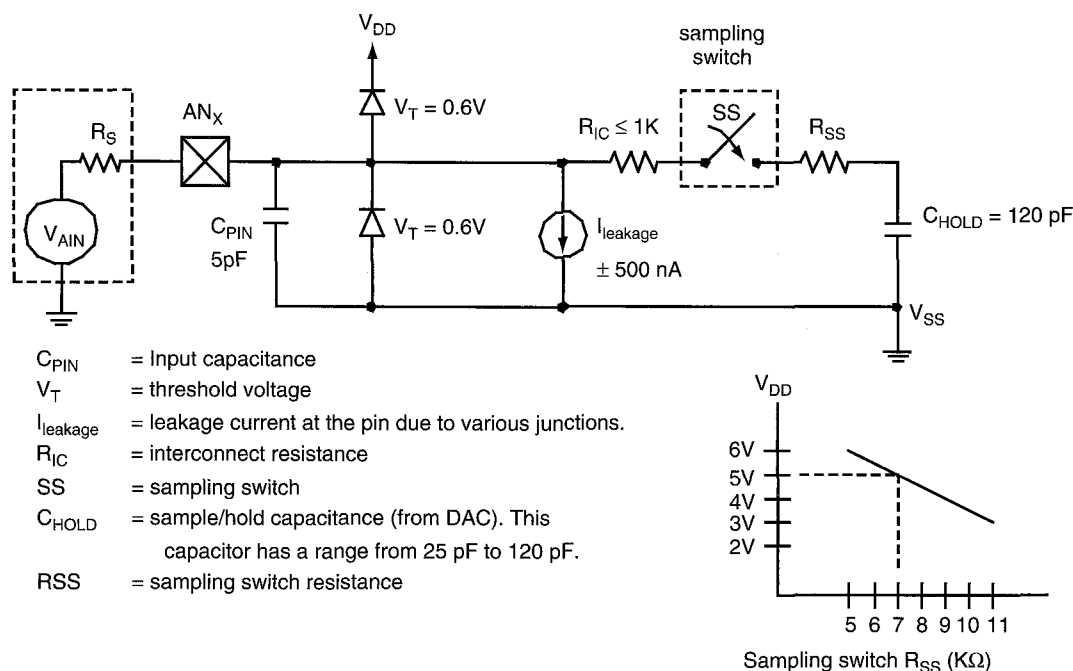 V_DD
sampling
switch
R_S
AN_X
V_T = 0.6V
R_IC ≤ 1K
SS
R_SS
V_AIN
C_PIN
5pF
V_T = 0.6V
I_leakage
± 500 nA
C_HOLD = 120 pF
V_SS
C_PIN = Input capacitance
V_T = threshold voltage
I_leakage = leakage current at the pin due to various junctions.
R_IC = interconnect resistance
SS = sampling switch
C_HOLD = sample/hold capacitance (from DAC). This
capacitor has a range from 25 pF to 120 pF.
RSS = sampling switch resistance
V_DD
6V
5V
4V
3V
2V
5 6 7 8 9 10 11
Sampling switch R_SS (KΩ)